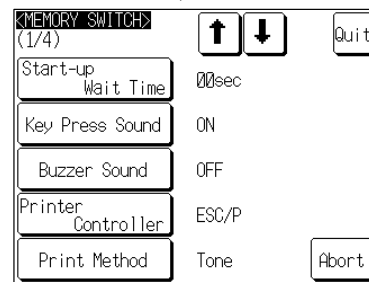 <MEMORY SWITCH>
(1/4)
Quit
Start-up
Wait Time
00sec
Key Press Sound
ON
Buzzer Sound
OFF
Printer
Controller
ESC/P
Print Method
Tone
Abort